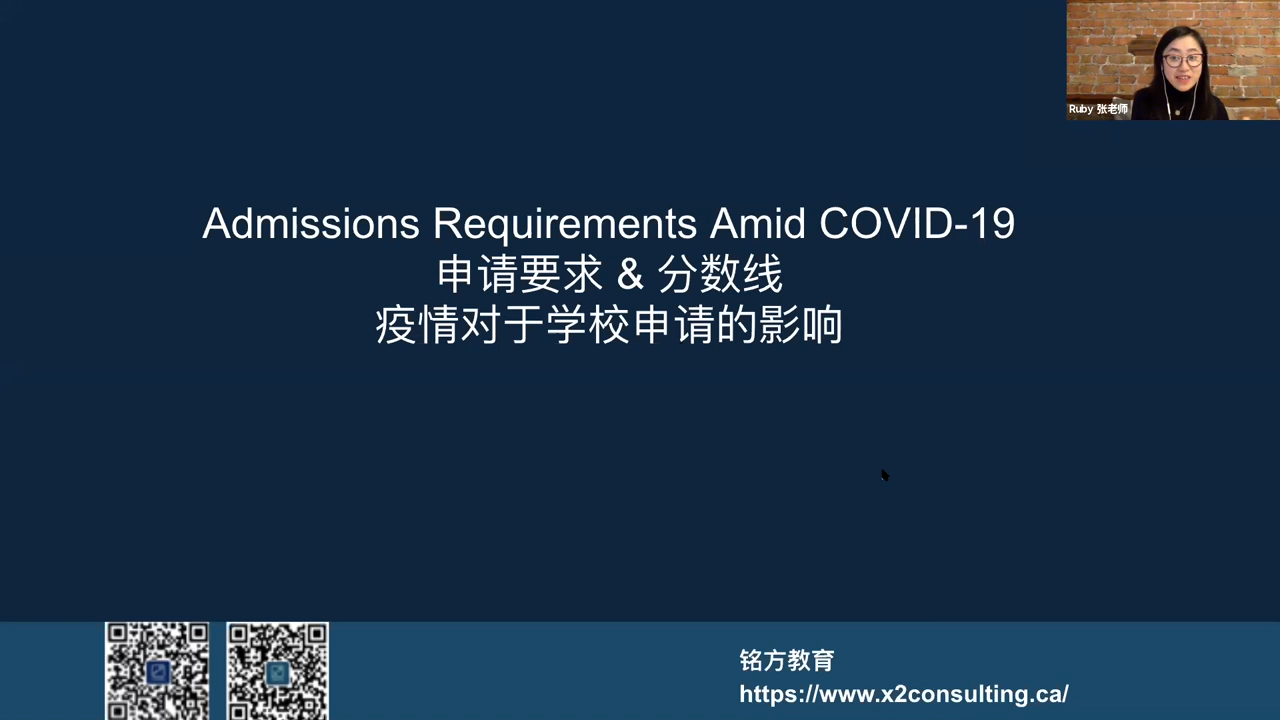 Ruby 张老师
Admissions Requirements Amid COVID-19
申请要求 & 分数线
疫情对于学校申请的影响
铭方教育
https://www.x2consulting.ca/